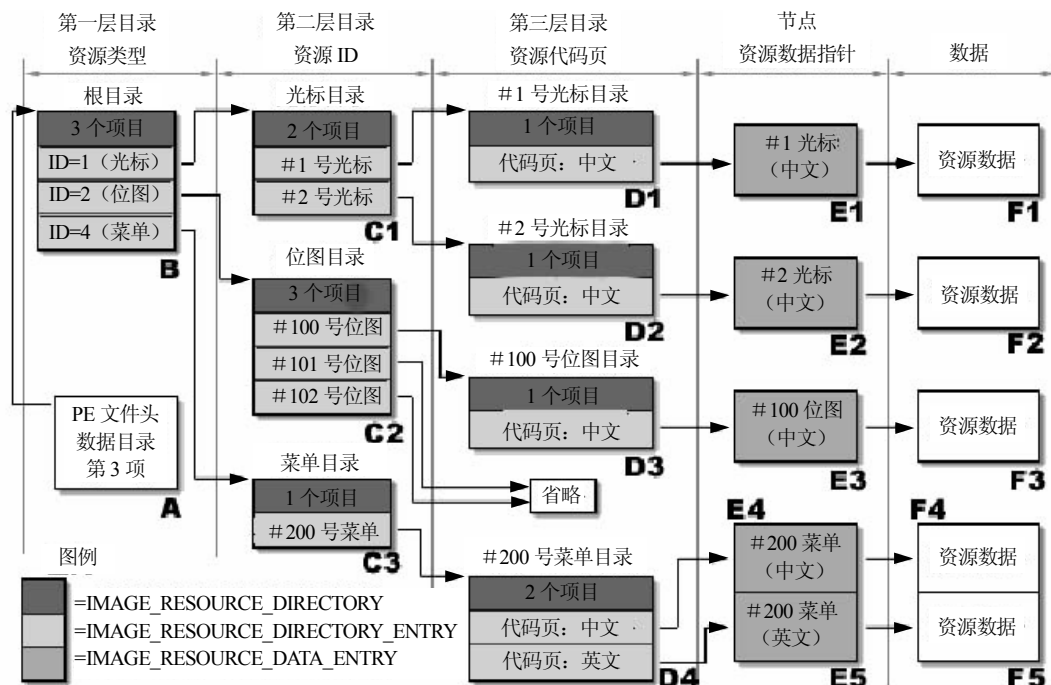 第一层目录
资源类型
第二层目录
资源 ID
第三层目录
资源代码页
节点
资源数据指针
数据
根目录
3 个项目
ID=1（光标）
ID=2（位图）
ID=4（菜单）
B
PE 文件头
数据目录
第 3 项
A
光标目录
2 个项目
#1 号光标
#2 号光标
C1
位图目录
3 个项目
#100 号位图
#101 号位图
#102 号位图
C2
菜单目录
1 个项目
#200 号菜单
C3
#1 号光标目录
1 个项目
代码页：中文
D1
#2 号光标目录
1 个项目
代码页：中文
D2
#100 号位图目录
1 个项目
代码页：中文
D3
省略
#200 号菜单目录
2 个项目
代码页：中文
代码页：英文
D4
#1 光标
（中文）
E1
#2 光标
（中文）
E2
#100 位图
（中文）
E3
E4
#200 菜单
（中文）
#200 菜单
（英文）
E5
资源数据
F1
资源数据
F2
资源数据
F3
F4
资源数据
资源数据
F5
图例
=IMAGE_RESOURCE_DIRECTORY
=IMAGE_RESOURCE_DIRECTORY_ENTRY
=IMAGE_RESOURCE_DATA_ENTRY